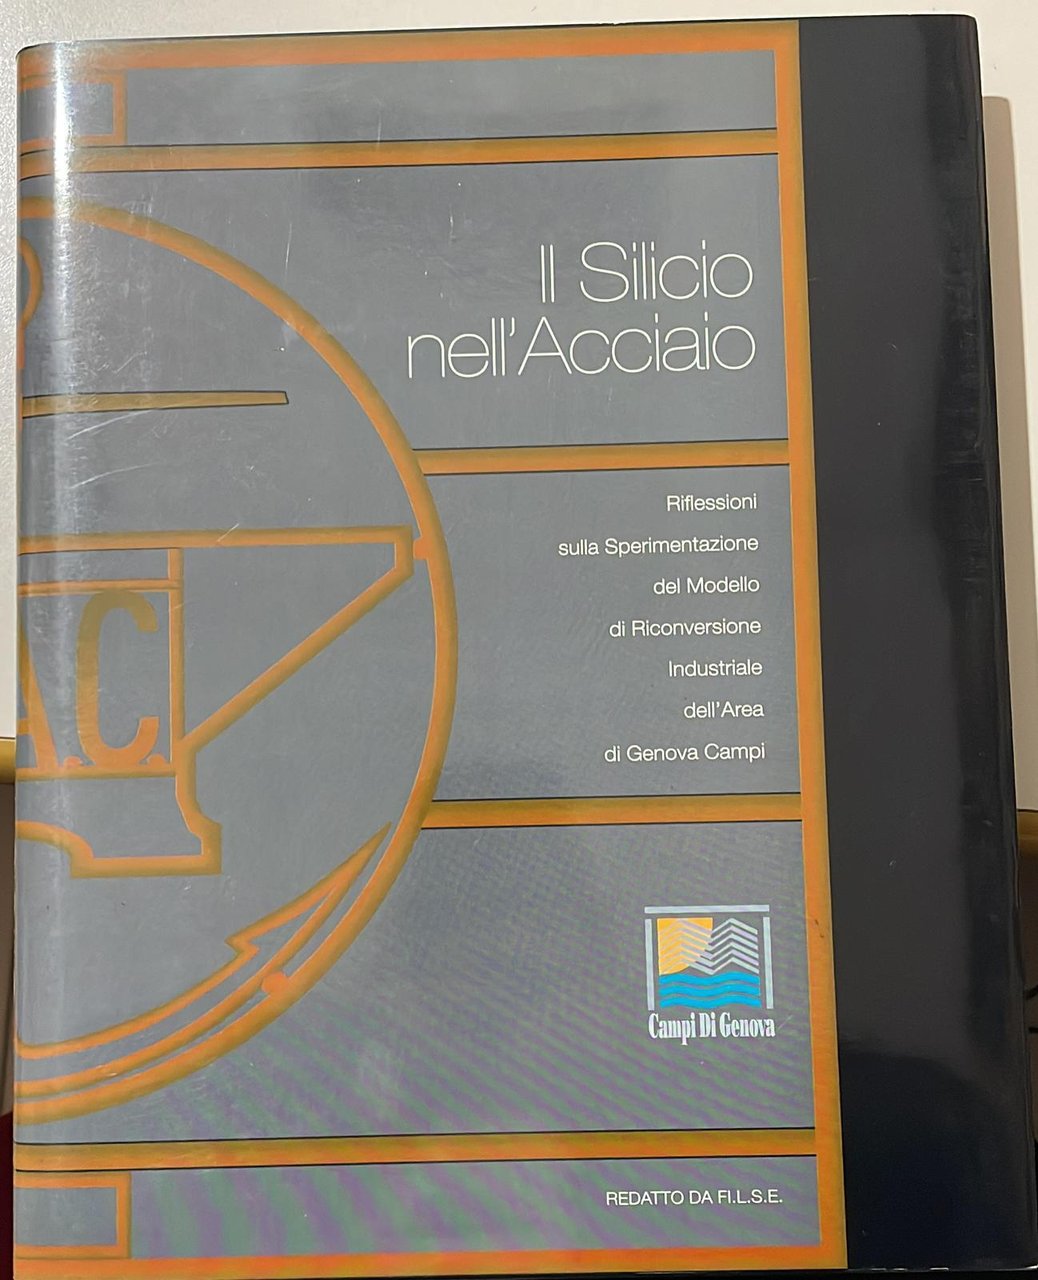 Il Silicio
nell'Acciaio
Riflessioni
sulla Sperimentazione
del Modello
di Riconversione
Industriale
dell'Area
di Genova Campi
A.C.
Campi Di Genova
REDATTO DA FI.L.S.E.